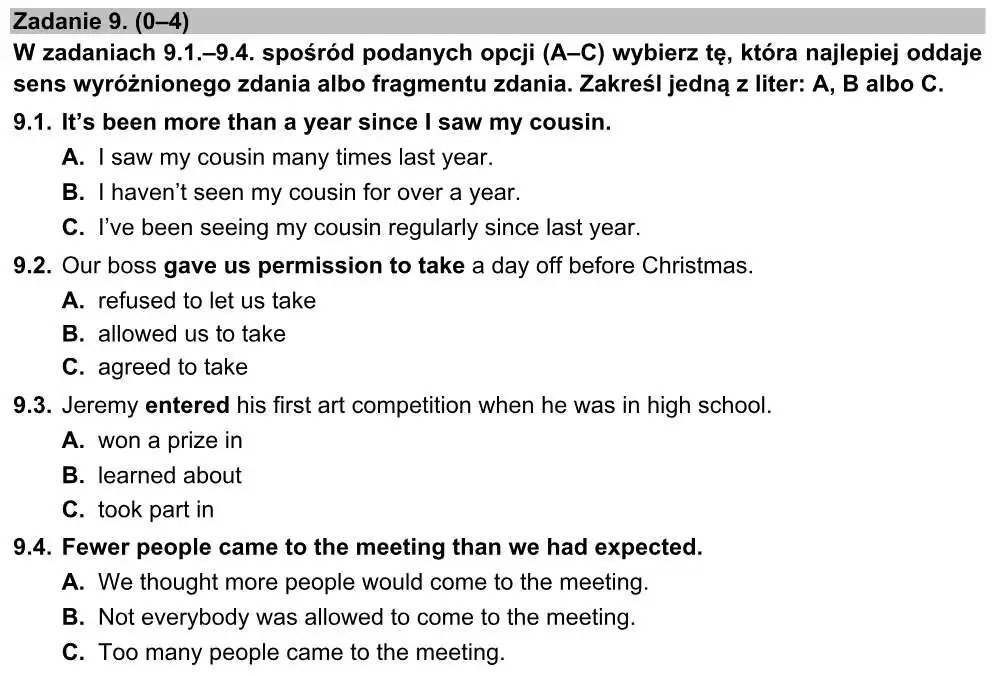 Zadanie 9. (0–4)
W zadaniach 9.1.–9.4. spośród podanych opcji (A–C) wybierz tę, która najlepiej oddaje
sens wyróżnionego zdania albo fragmentu zdania. Zakreśl jedną z liter: A, B albo C.
9.1. It’s been more than a year since I saw my cousin.
A. I saw my cousin many times last year.
B. I haven’t seen my cousin for over a year.
C. I’ve been seeing my cousin regularly since last year.
9.2. Our boss gave us permission to take a day off before Christmas.
A. refused to let us take
B. allowed us to take
C. agreed to take
9.3. Jeremy entered his first art competition when he was in high school.
A. won a prize in
B. learned about
C. took part in
9.4. Fewer people came to the meeting than we had expected.
A. We thought more people would come to the meeting.
B. Not everybody was allowed to come to the meeting.
C. Too many people came to the meeting.